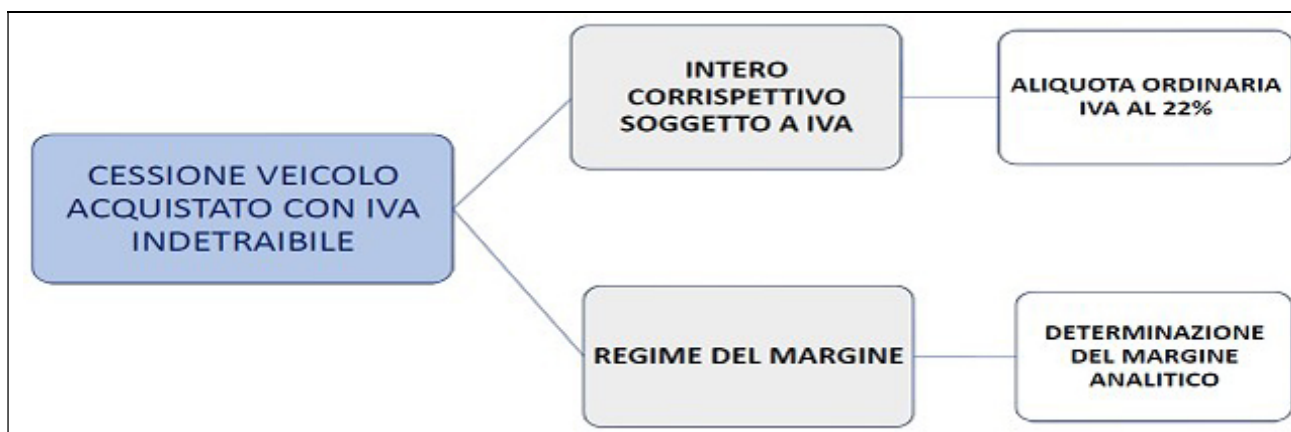 CESSIONE VEICOLO
ACQUISTATO CON IVA
INDETRAIBILE
INTERO
CORRISPETTIVO
SOGGETTO A IVA
ALIQUOTA ORDINARIA
IVA AL 22%
REGIME DEL MARGINE
DETERMINAZIONE
DEL MARGINE
ANALITICO